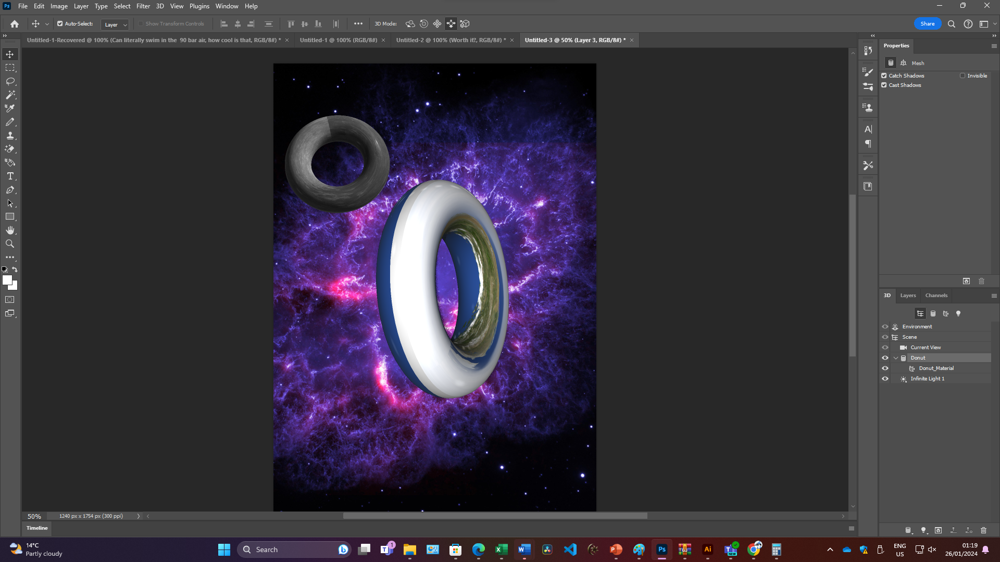 Ps File Edit Image Layer Type Select Filter 3D View Plugins Window Help
Auto-Select: Layer Show Transform Controls 3D Mode: Share
Untitled-1-Recovered @ 100% (Can literally swim in the  90 bar air, how cool is that, RGB/8#) * Untitled-1 @ 100% (RGB/8#) Untitled-2 @ 100% (Worth it?, RGB/8#) * Untitled-3 @ 50% (Layer 3, RGB/8#) *
Properties
Mesh
Catch Shadows Invisible
Cast Shadows
3D Layers Channels
Environment
Scene
Current View
Donut
Donut_Material
Infinite Light 1
50% 1240 px x 1754 px (300 ppi)
Timeline
14°C
Partly cloudy
Search
1
NEW
Ps
Ai
ENG
US
01:19
26/01/2024